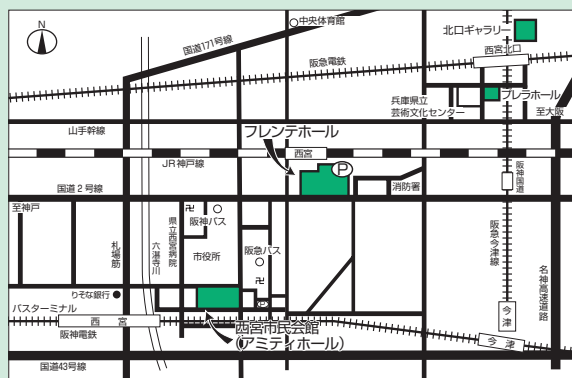 N
中央体育館
北口ギャラリー
国道171号線
西宮北口
阪急電鉄
プレラホール
兵庫県立
芸術文化センター
至大阪
山手幹線
フレンテホール
西宮
P
JR神戸線
阪神国道
消防署
国道2号線
至神戸
卍
阪神バス
札場筋
六湛寺川
県立西宮病院
市役所
阪急バス
卍
阪急今津線
名神高速道路
りそな銀行
バスターミナル
P
西宮
阪神電鉄
西宮市民会館
(アミティホール)
今津
今津
国道43号線